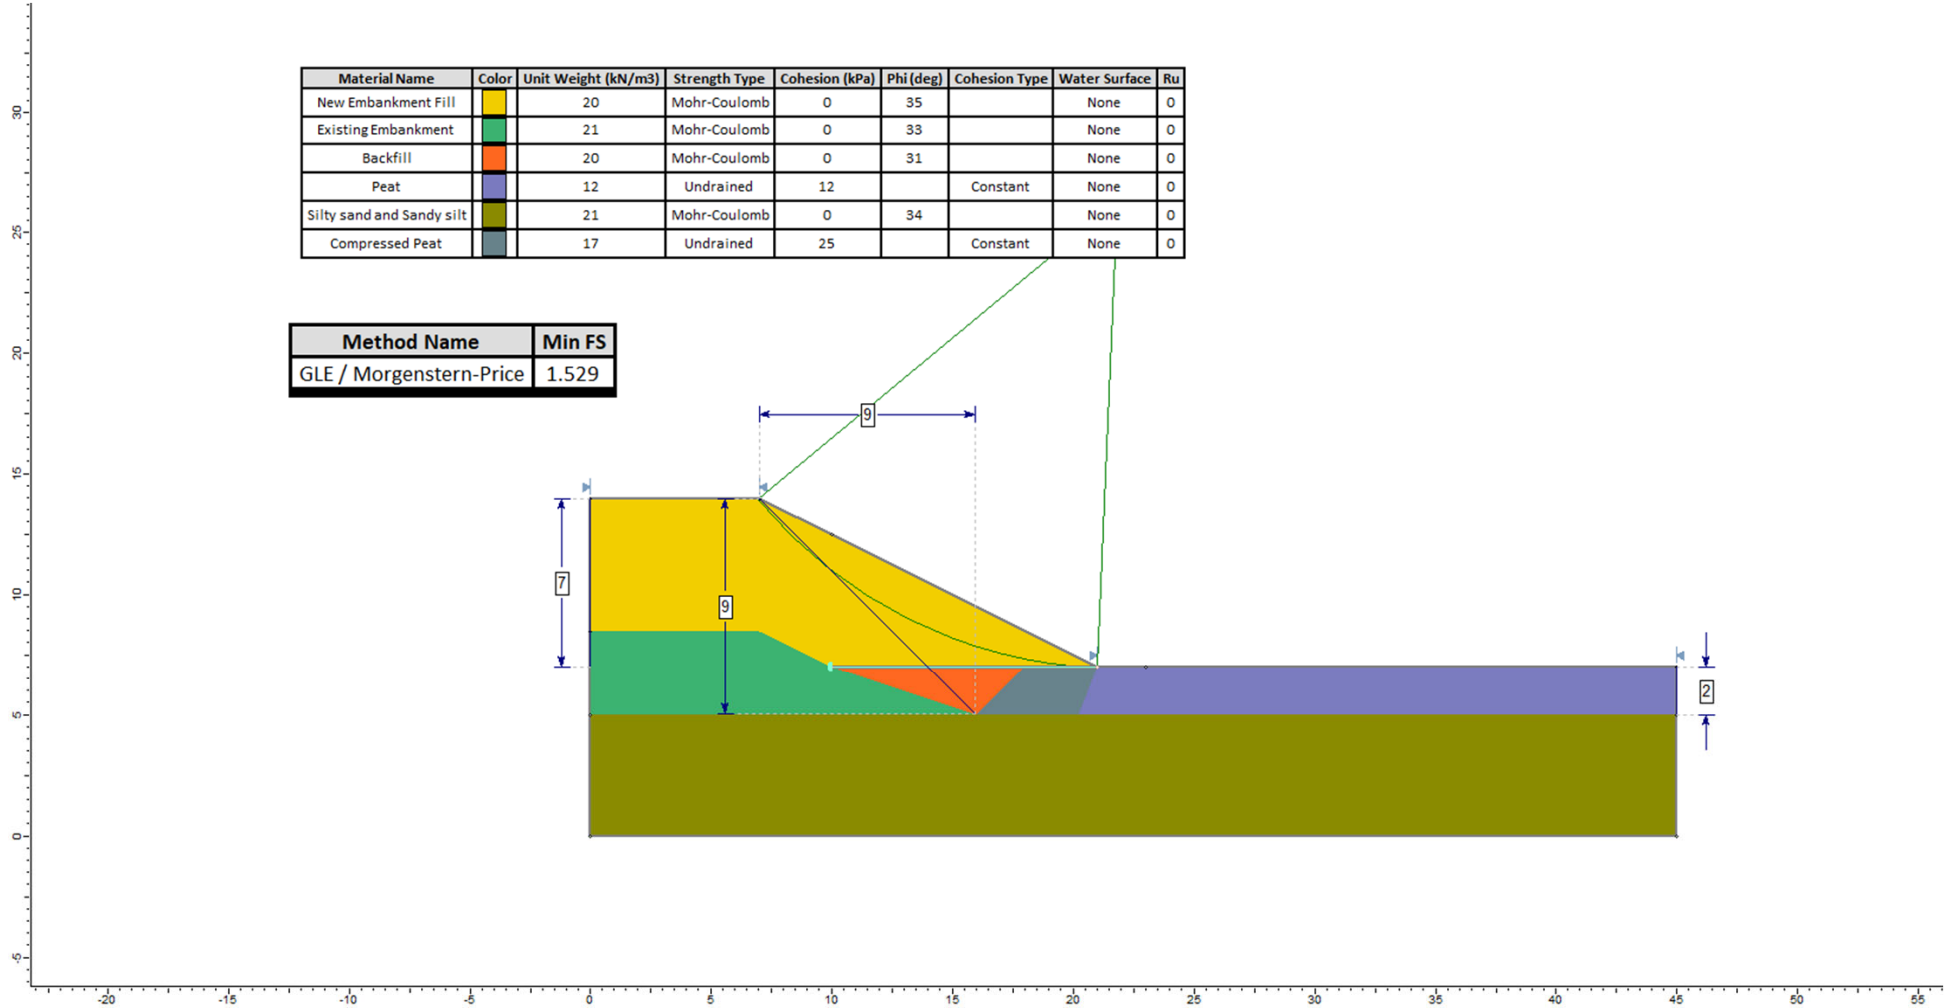 Material Name Color Unit Weight (kN/m3) Strength Type Cohesion (kPa) Phi (deg) Cohesion Type Water Surface Ru
New Embankment Fill 20 Mohr-Coulomb 0 35 None 0
Existing Embankment 21 Mohr-Coulomb 0 33 None 0
Backfill 20 Mohr-Coulomb 0 31 None 0
Peat 12 Undrained 12 Constant None 0
Silty sand and Sandy silt 21 Mohr-Coulomb 0 34 None 0
Compressed Peat 17 Undrained 25 Constant None 0
Method Name Min FS
GLE / Morgenstern-Price 1.529
9
7
9
2
30
25
20
15
10
5
0
-5
-20 -15 -10 -5 0 5 10 15 20 25 30 35 40 45 50 55